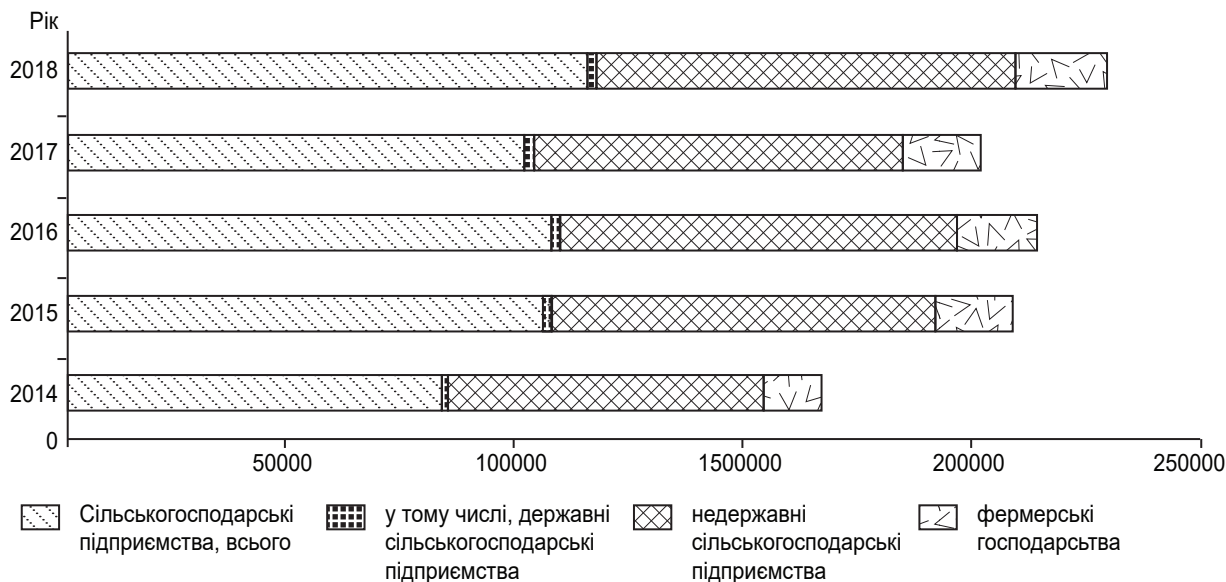 Рік
2018
2017
2016
2015
2014
0
50000 100000 1500000 200000 250000
Сільськогосподарські
підприємства, всього
у тому числі, державні
сільськогосподарські
підприємства
недержавні
сільськогосподарські
підприємства
фермерські
господарсьтва